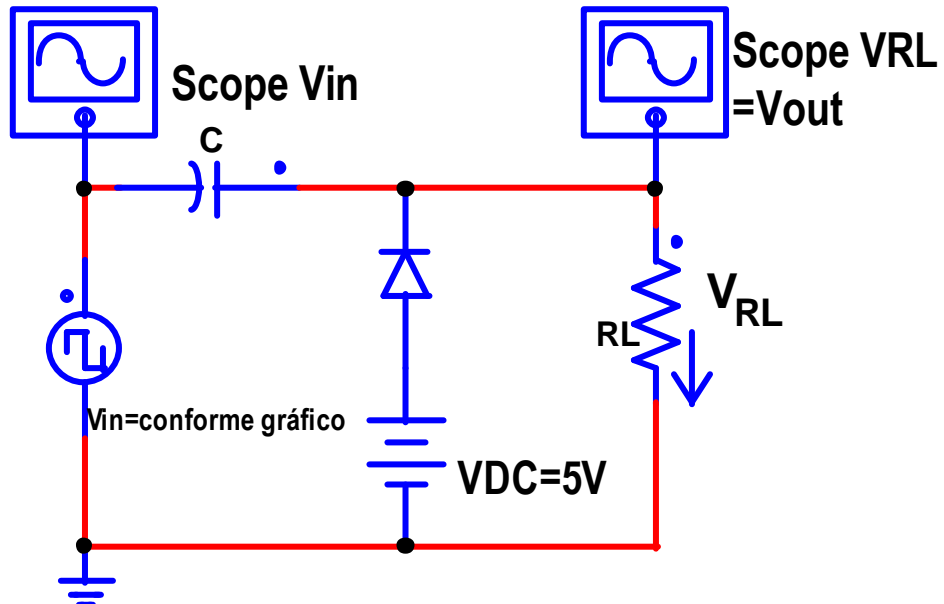 Scope Vin
Scope VRL
=Vout
C
VRL
RL
Vin=conforme gráfico
VDC=5V